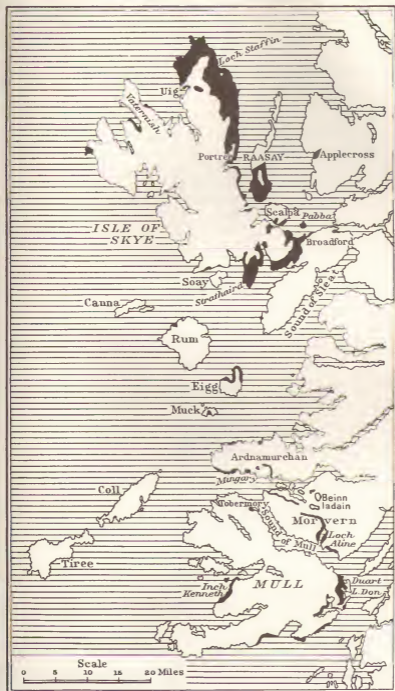 Loch Staffin
Uig
Vaternish
Portree
RAASAY
Applecross
Scalpa
Pabba
ISLE OF
SKYE
Broadford
Soay
Strathaird
Sound of Sleat
Canna
Rum
Eigg
Muck
Ardnamurchan
Mingary
Coll
Tobermory
Beinn
Iadain
Morvern
Sound of Mull
Loch
Aline
Tiree
Inch
Kenneth
MULL
Duart
L. Don
Scale
0 5 10 15 20 Miles